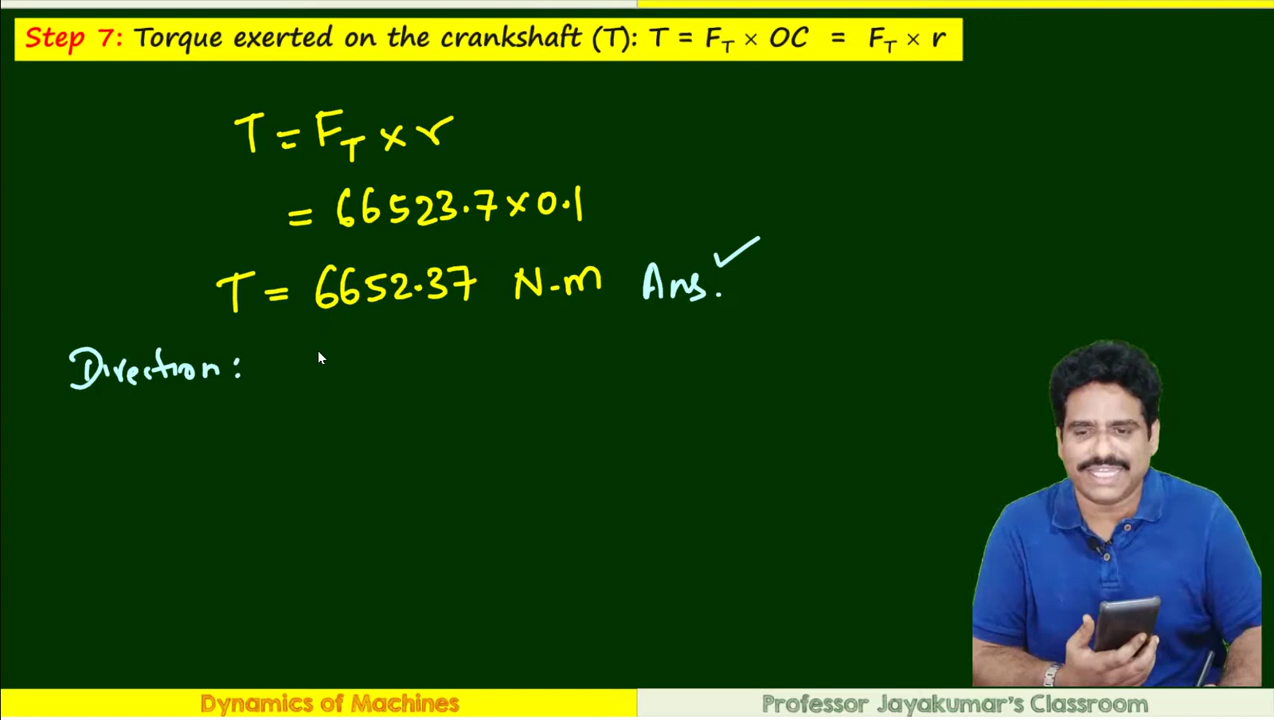 Step 7: Torque exerted on the crankshaft (T): T = F_T × OC = F_T × r
T = F_T × r
= 66523.7 × 0.1
T = 6652.37 N-m Ans. ✓
Direction:
Dynamics of Machines
Professor Jayakumar's Classroom